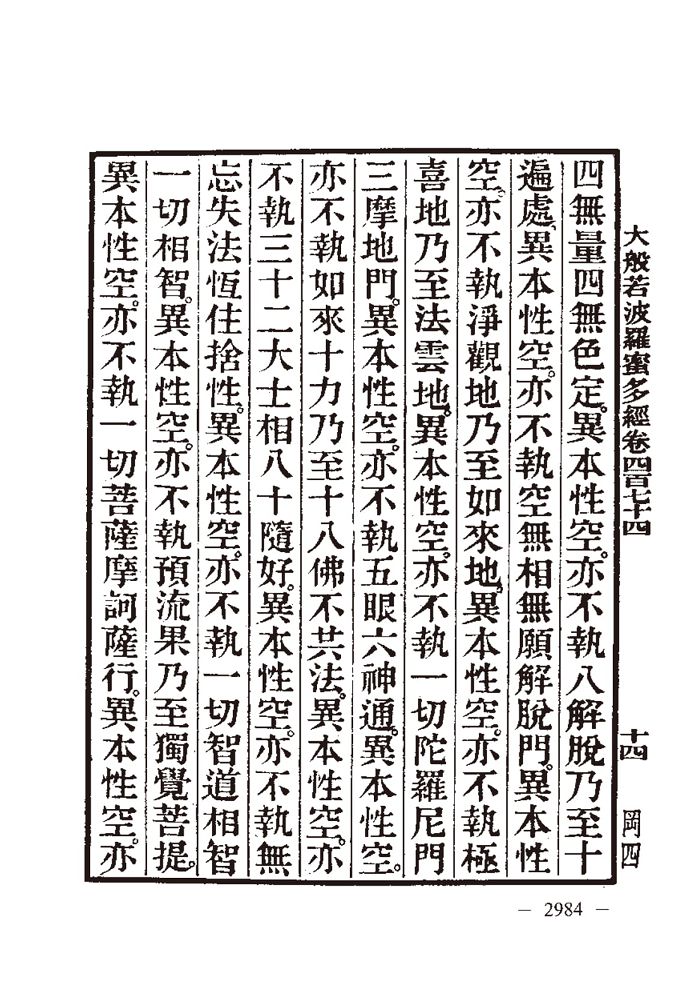 大般若波羅蜜多經卷四百七十四
十四
岡四
四無量四無色定。異本性空。亦不執八解脫乃至十
遍處。異本性空。亦不執空無相無願解脫門。異本性
空。亦不執淨觀地乃至如來地。異本性空。亦不執極
喜地乃至法雲地。異本性空。亦不執一切陀羅尼門
三摩地門。異本性空。亦不執五眼六神通。異本性空。
亦不執如來十力乃至十八佛不共法。異本性空。亦
不執三十二大士相八十隨好。異本性空。亦不執無
忘失法恆住捨性。異本性空。亦不執一切智道相智
一切相智。異本性空。亦不執預流果乃至獨覺菩提。
異本性空。亦不執一切菩薩摩訶薩行。異本性空。亦
— 2984 —